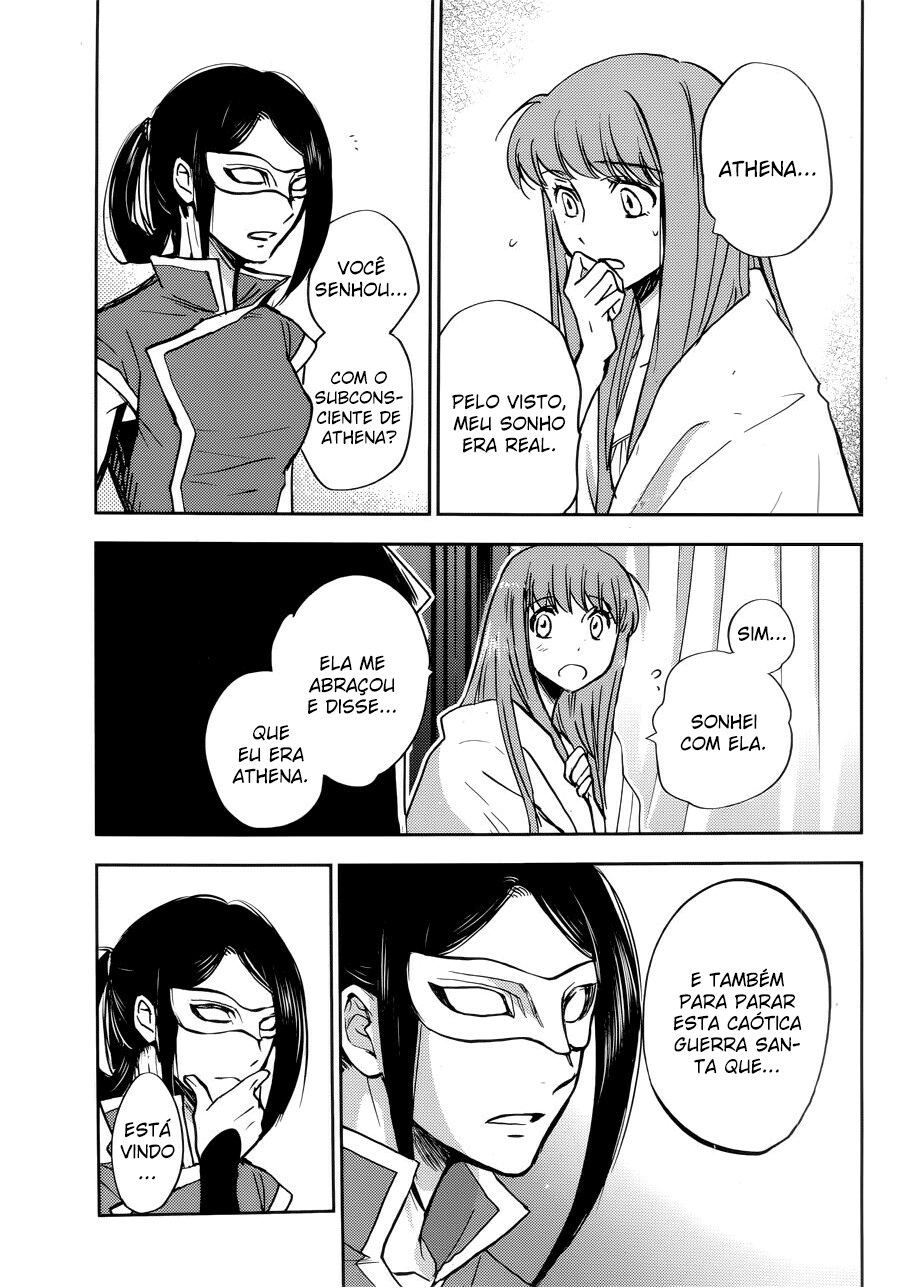 ATHENA...
PELO VISTO,
MEU SONHO
ERA REAL.
VOCÊ
SENHOU...
COM O
SUBCONS-
CIENTE DE
ATHENA?
SIM...
SONHEI
COM ELA.
ELA ME
ABRAÇOU
E DISSE...
QUE
EU ERA
ATHENA.
E TAMBÉM
PARA PARAR
ESTA CAÓTICA
GUERRA SAN-
TA QUE...
ESTÁ
VINDO
...